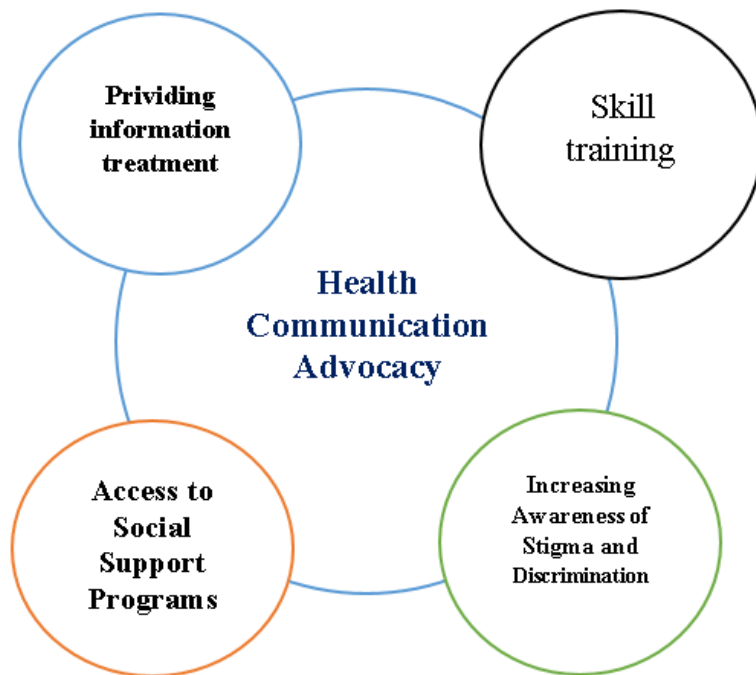 Prividing
information
treatment
Skill
training
Health
Communication
Advocacy
Access to
Social
Support
Programs
Increasing
Awareness of
Stigma and
Discrimination